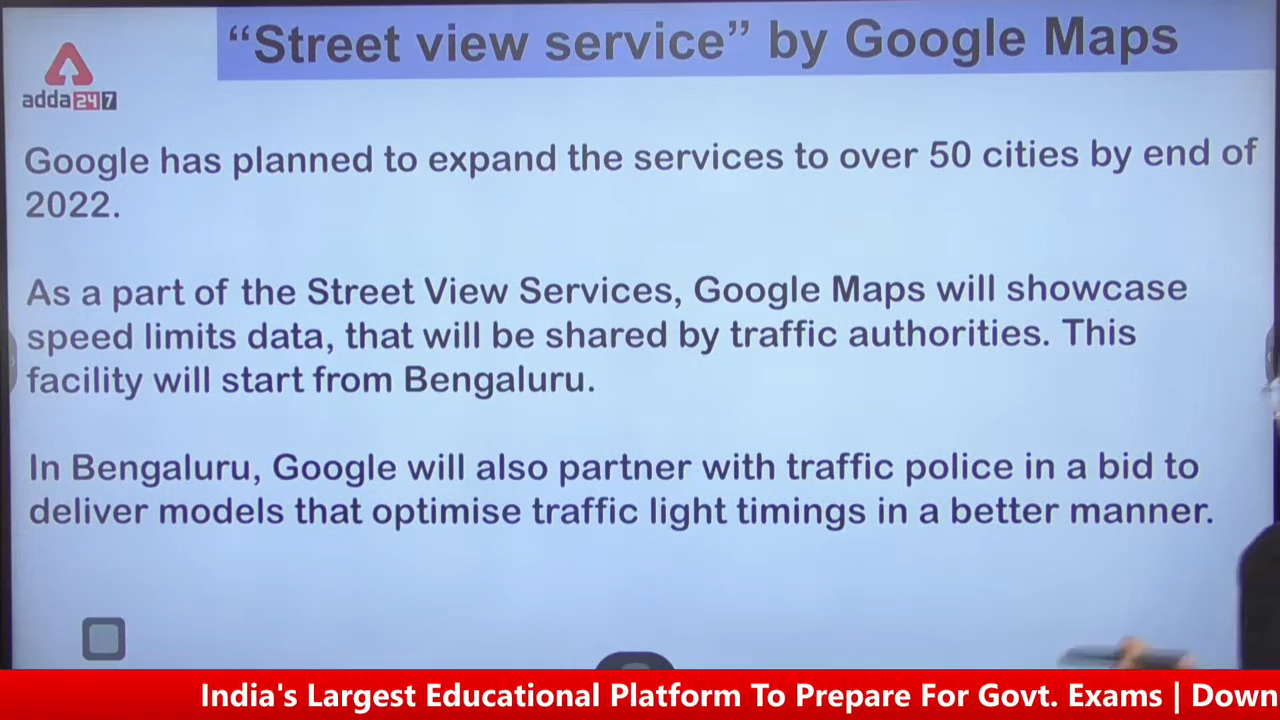 “Street view service” by Google Maps
adda247
Google has planned to expand the services to over 50 cities by end of
2022.
As a part of the Street View Services, Google Maps will showcase
speed limits data, that will be shared by traffic authorities. This
facility will start from Bengaluru.
In Bengaluru, Google will also partner with traffic police in a bid to
deliver models that optimise traffic light timings in a better manner.
India's Largest Educational Platform To Prepare For Govt. Exams | Down